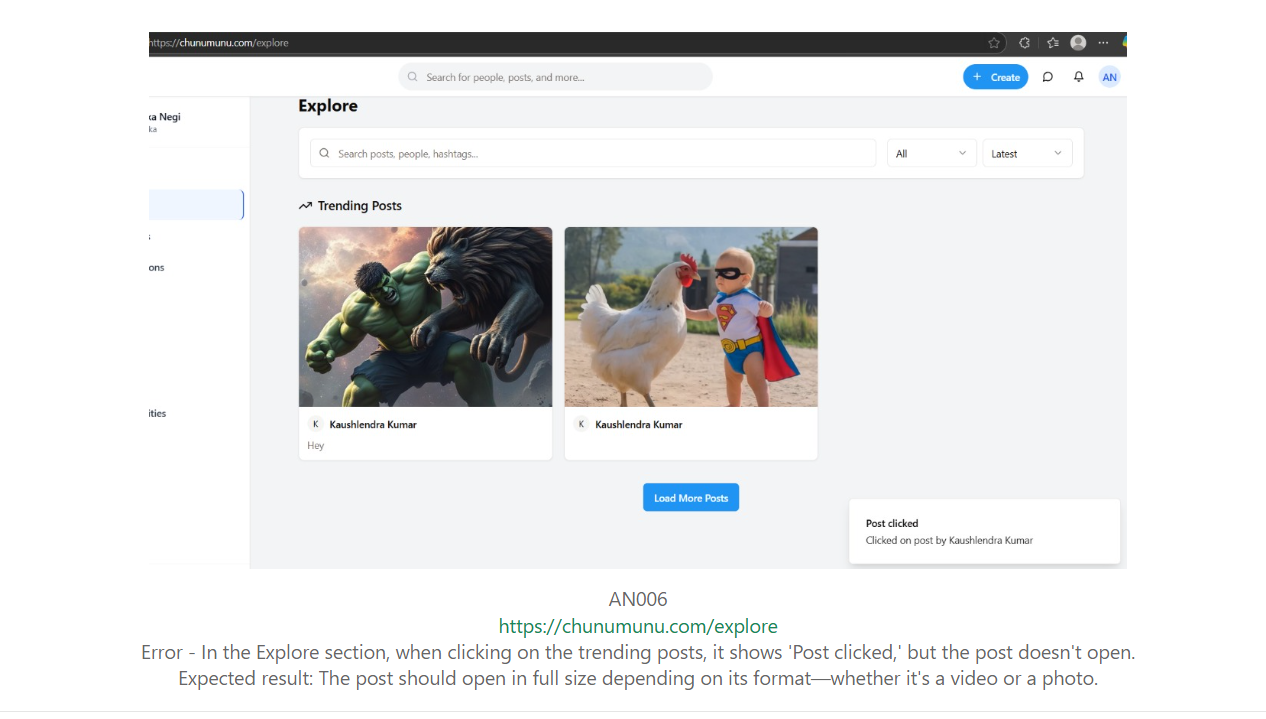 https://chunumunu.com/explore
Search for people, posts, and more...
+ Create
AN
ka Negi
ka
Explore
Search posts, people, hashtags...
All
Latest
s
ons
ities
Trending Posts
K Kaushlendra Kumar
Hey
K Kaushlendra Kumar
Load More Posts
Post clicked
Clicked on post by Kaushlendra Kumar
AN006
https://chunumunu.com/explore
Error - In the Explore section, when clicking on the trending posts, it shows 'Post clicked,' but the post doesn't open.
Expected result: The post should open in full size depending on its format—whether it's a video or a photo.